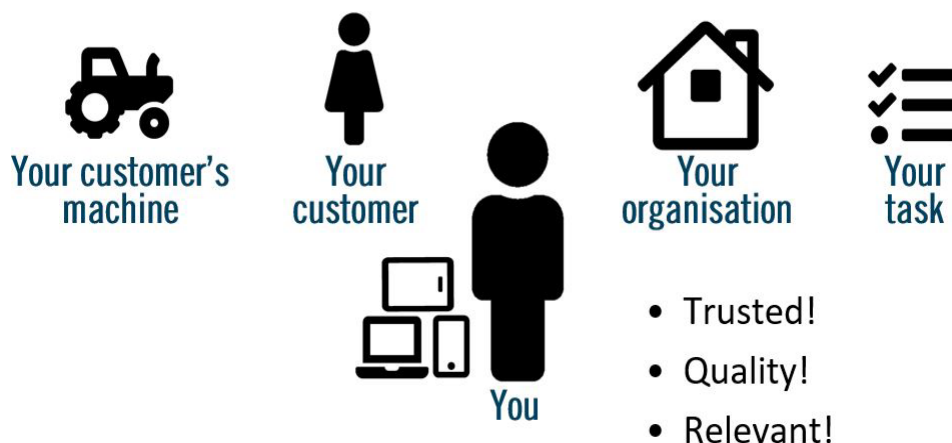 Your customer's
machine
Your
customer
Your
organisation
Your
task
You
• Trusted!
• Quality!
• Relevant!